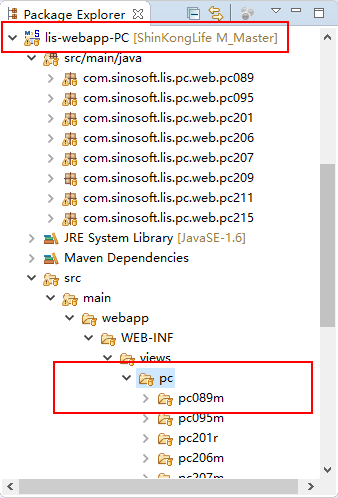 Package Explorer
lis-webapp-PC [ShinKongLife M_Master]
src/main/java
com.sinosoft.lis.pc.web.pc089
com.sinosoft.lis.pc.web.pc095
com.sinosoft.lis.pc.web.pc201
com.sinosoft.lis.pc.web.pc206
com.sinosoft.lis.pc.web.pc207
com.sinosoft.lis.pc.web.pc209
com.sinosoft.lis.pc.web.pc211
com.sinosoft.lis.pc.web.pc215
JRE System Library [JavaSE-1.6]
Maven Dependencies
src
main
webapp
WEB-INF
views
pc
pc089m
pc095m
pc201r
pc206m
pc207m